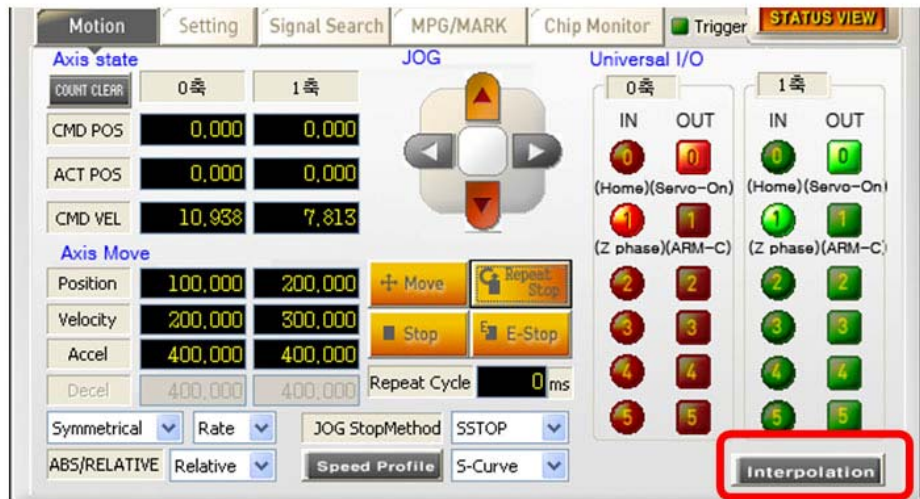 Motion Setting Signal Search MPG/MARK Chip Monitor Trigger STATUS VIEW
Axis state
COUNT CLEAR 0축 1축
CMD POS 0,000 0,000
ACT POS 0,000 0,000
CMD VEL 10,938 7,813
Axis Move
Position 100,000 200,000
Velocity 200,000 300,000
Accel 400,000 400,000
Decel 400,000 400,000
Symmetrical Rate
ABS/RELATIVE Relative
JOG
Move Repeat Stop
Stop E-Stop
Repeat Cycle 0 ms
JOG StopMethod SSTOP
Speed Profile S-Curve
Universal I/O
0축 1축
IN OUT IN OUT
0 0 0 0
(Home)(Servo-On) (Home)(Servo-On)
1 1 1 1
(Z phase)(ARM-C) (Z phase)(ARM-C)
2 2 2 2
3 3 3 3
4 4 4 4
5 5 5 5
Interpolation